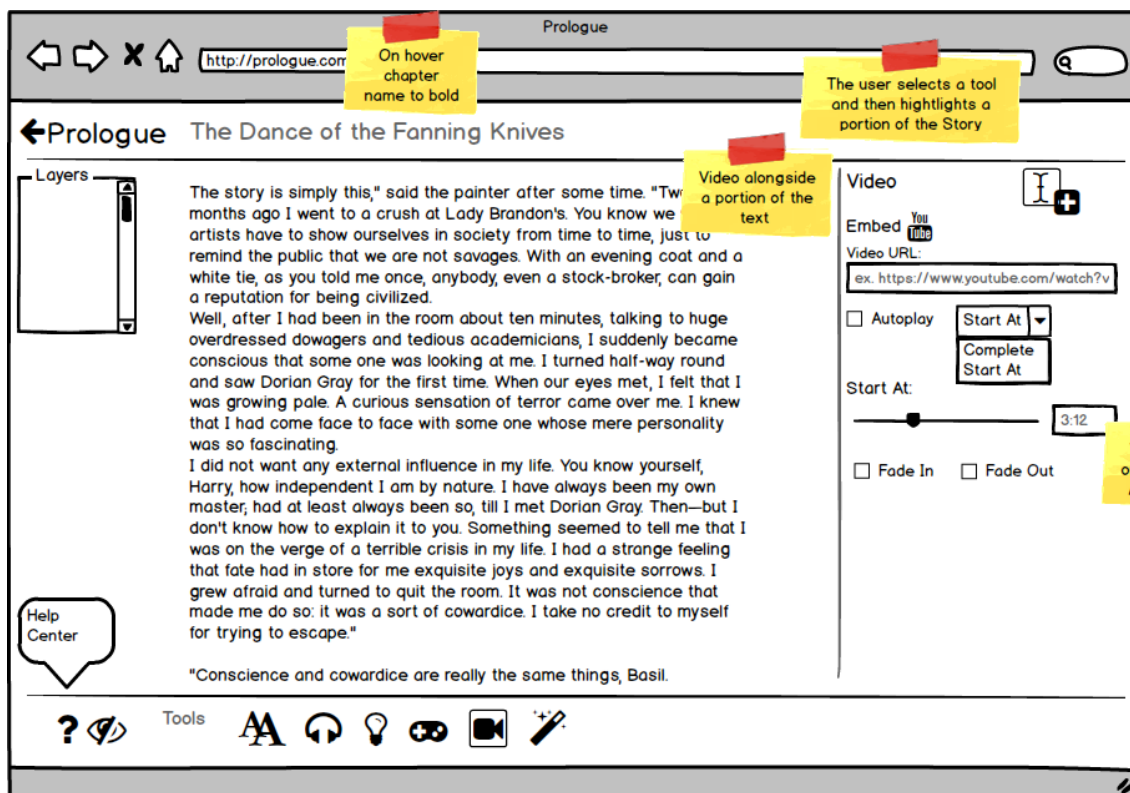 Prologue
http://prologue.com
On hover
chapter
name to bold
The user selects a tool
and then hightlights a
portion of the Story
Prologue
The Dance of the Fanning Knives
Layers
Video alongside
a portion of the
text
The story is simply this," said the painter after some time. "Two
months ago I went to a crush at Lady Brandon's. You know we
artists have to show ourselves in society from time to time, just to
remind the public that we are not savages. With an evening coat and a
white tie, as you told me once, anybody, even a stock-broker, can gain
a reputation for being civilized.
Well, after I had been in the room about ten minutes, talking to huge
overdressed dowagers and tedious academicians, I suddenly became
conscious that some one was looking at me. I turned half-way round
and saw Dorian Gray for the first time. When our eyes met, I felt that I
was growing pale. A curious sensation of terror came over me. I knew
that I had come face to face with some one whose mere personality
was so fascinating.
I did not want any external influence in my life. You know yourself,
Harry, how independent I am by nature. I have always been my own
master; had at least always been so, till I met Dorian Gray. Then—but I
don't know how to explain it to you. Something seemed to tell me that I
was on the verge of a terrible crisis in my life. I had a strange feeling
that fate had in store for me exquisite joys and exquisite sorrows. I
grew afraid and turned to quit the room. It was not conscience that
made me do so: it was a sort of cowardice. I take no credit to myself
for trying to escape."
"Conscience and cowardice are really the same things, Basil.
Video
Embed You Tube
Video URL:
ex. https://www.youtube.com/watch?v
Autoplay
Start At
Complete
Start At
Start At:
3:12
Fade In
Fade Out
Help
Center
?
Tools
AA